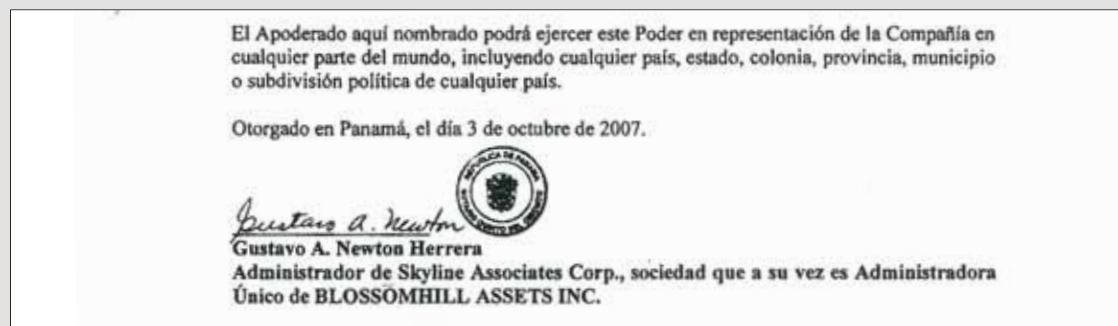 El Apoderado aquí nombrado podrá ejercer este Poder en representación de la Compañía en
cualquier parte del mundo, incluyendo cualquier país, estado, colonia, provincia, municipio
o subdivisión política de cualquier país.
Otorgado en Panamá, el día 3 de octubre de 2007.
REPUBLICA DE PANAMA
Gustavo A. Newton
Gustavo A. Newton Herrera
Administrador de Skyline Associates Corp., sociedad que a su vez es Administradora
Único de BLOSSOMHILL ASSETS INC.